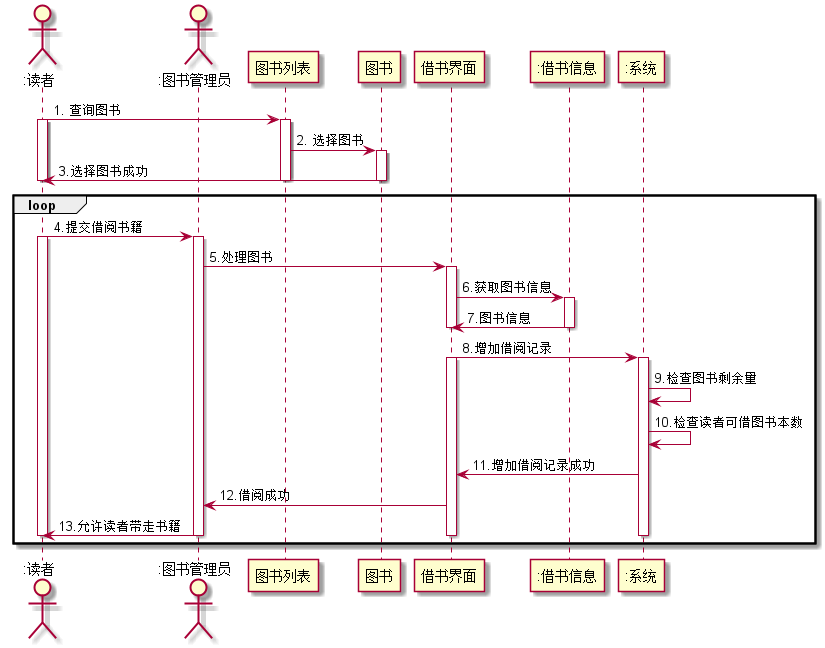 :读者
:图书管理员
图书列表
图书
借书界面
:借书信息
:系统
1. 查询图书
2. 选择图书
3.选择图书成功
loop
4.提交借阅书籍
5.处理图书
6.获取图书信息
7.图书信息
8.增加借阅记录
9.检查图书剩余量
10.检查读者可借图书本数
11.增加借阅记录成功
12.借阅成功
13.允许读者带走书籍
:读者
:图书管理员
图书列表
图书
借书界面
:借书信息
:系统